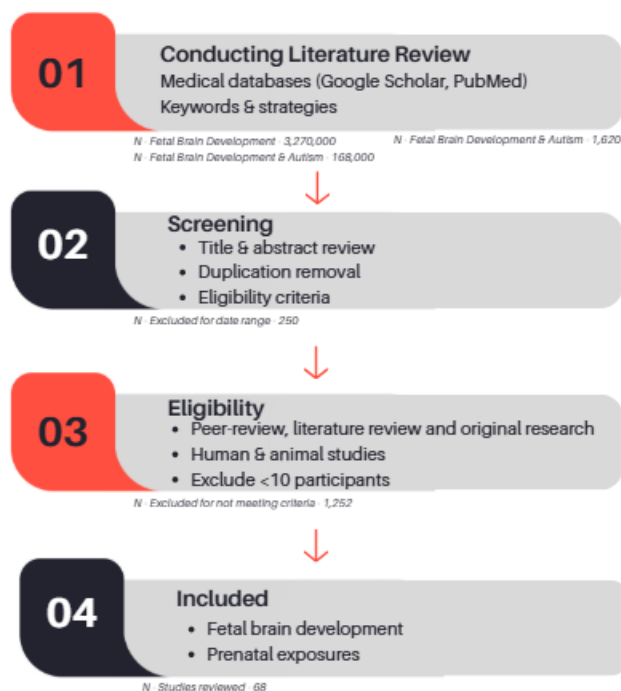 01
Conducting Literature Review
Medical databases (Google Scholar, PubMed)
Keywords & strategies
N · Fetal Brain Development · 3,270,000
N · Fetal Brain Development & Autism · 1,620
N · Fetal Brain Development & Autism · 168,000
02
Screening
• Title & abstract review
• Duplication removal
• Eligibility criteria
N · Excluded for date range · 250
03
Eligibility
• Peer-review, literature review and original research
• Human & animal studies
• Exclude <10 participants
N · Excluded for not meeting criteria · 1,252
04
Included
• Fetal brain development
• Prenatal exposures
N · Studies reviewed · 68